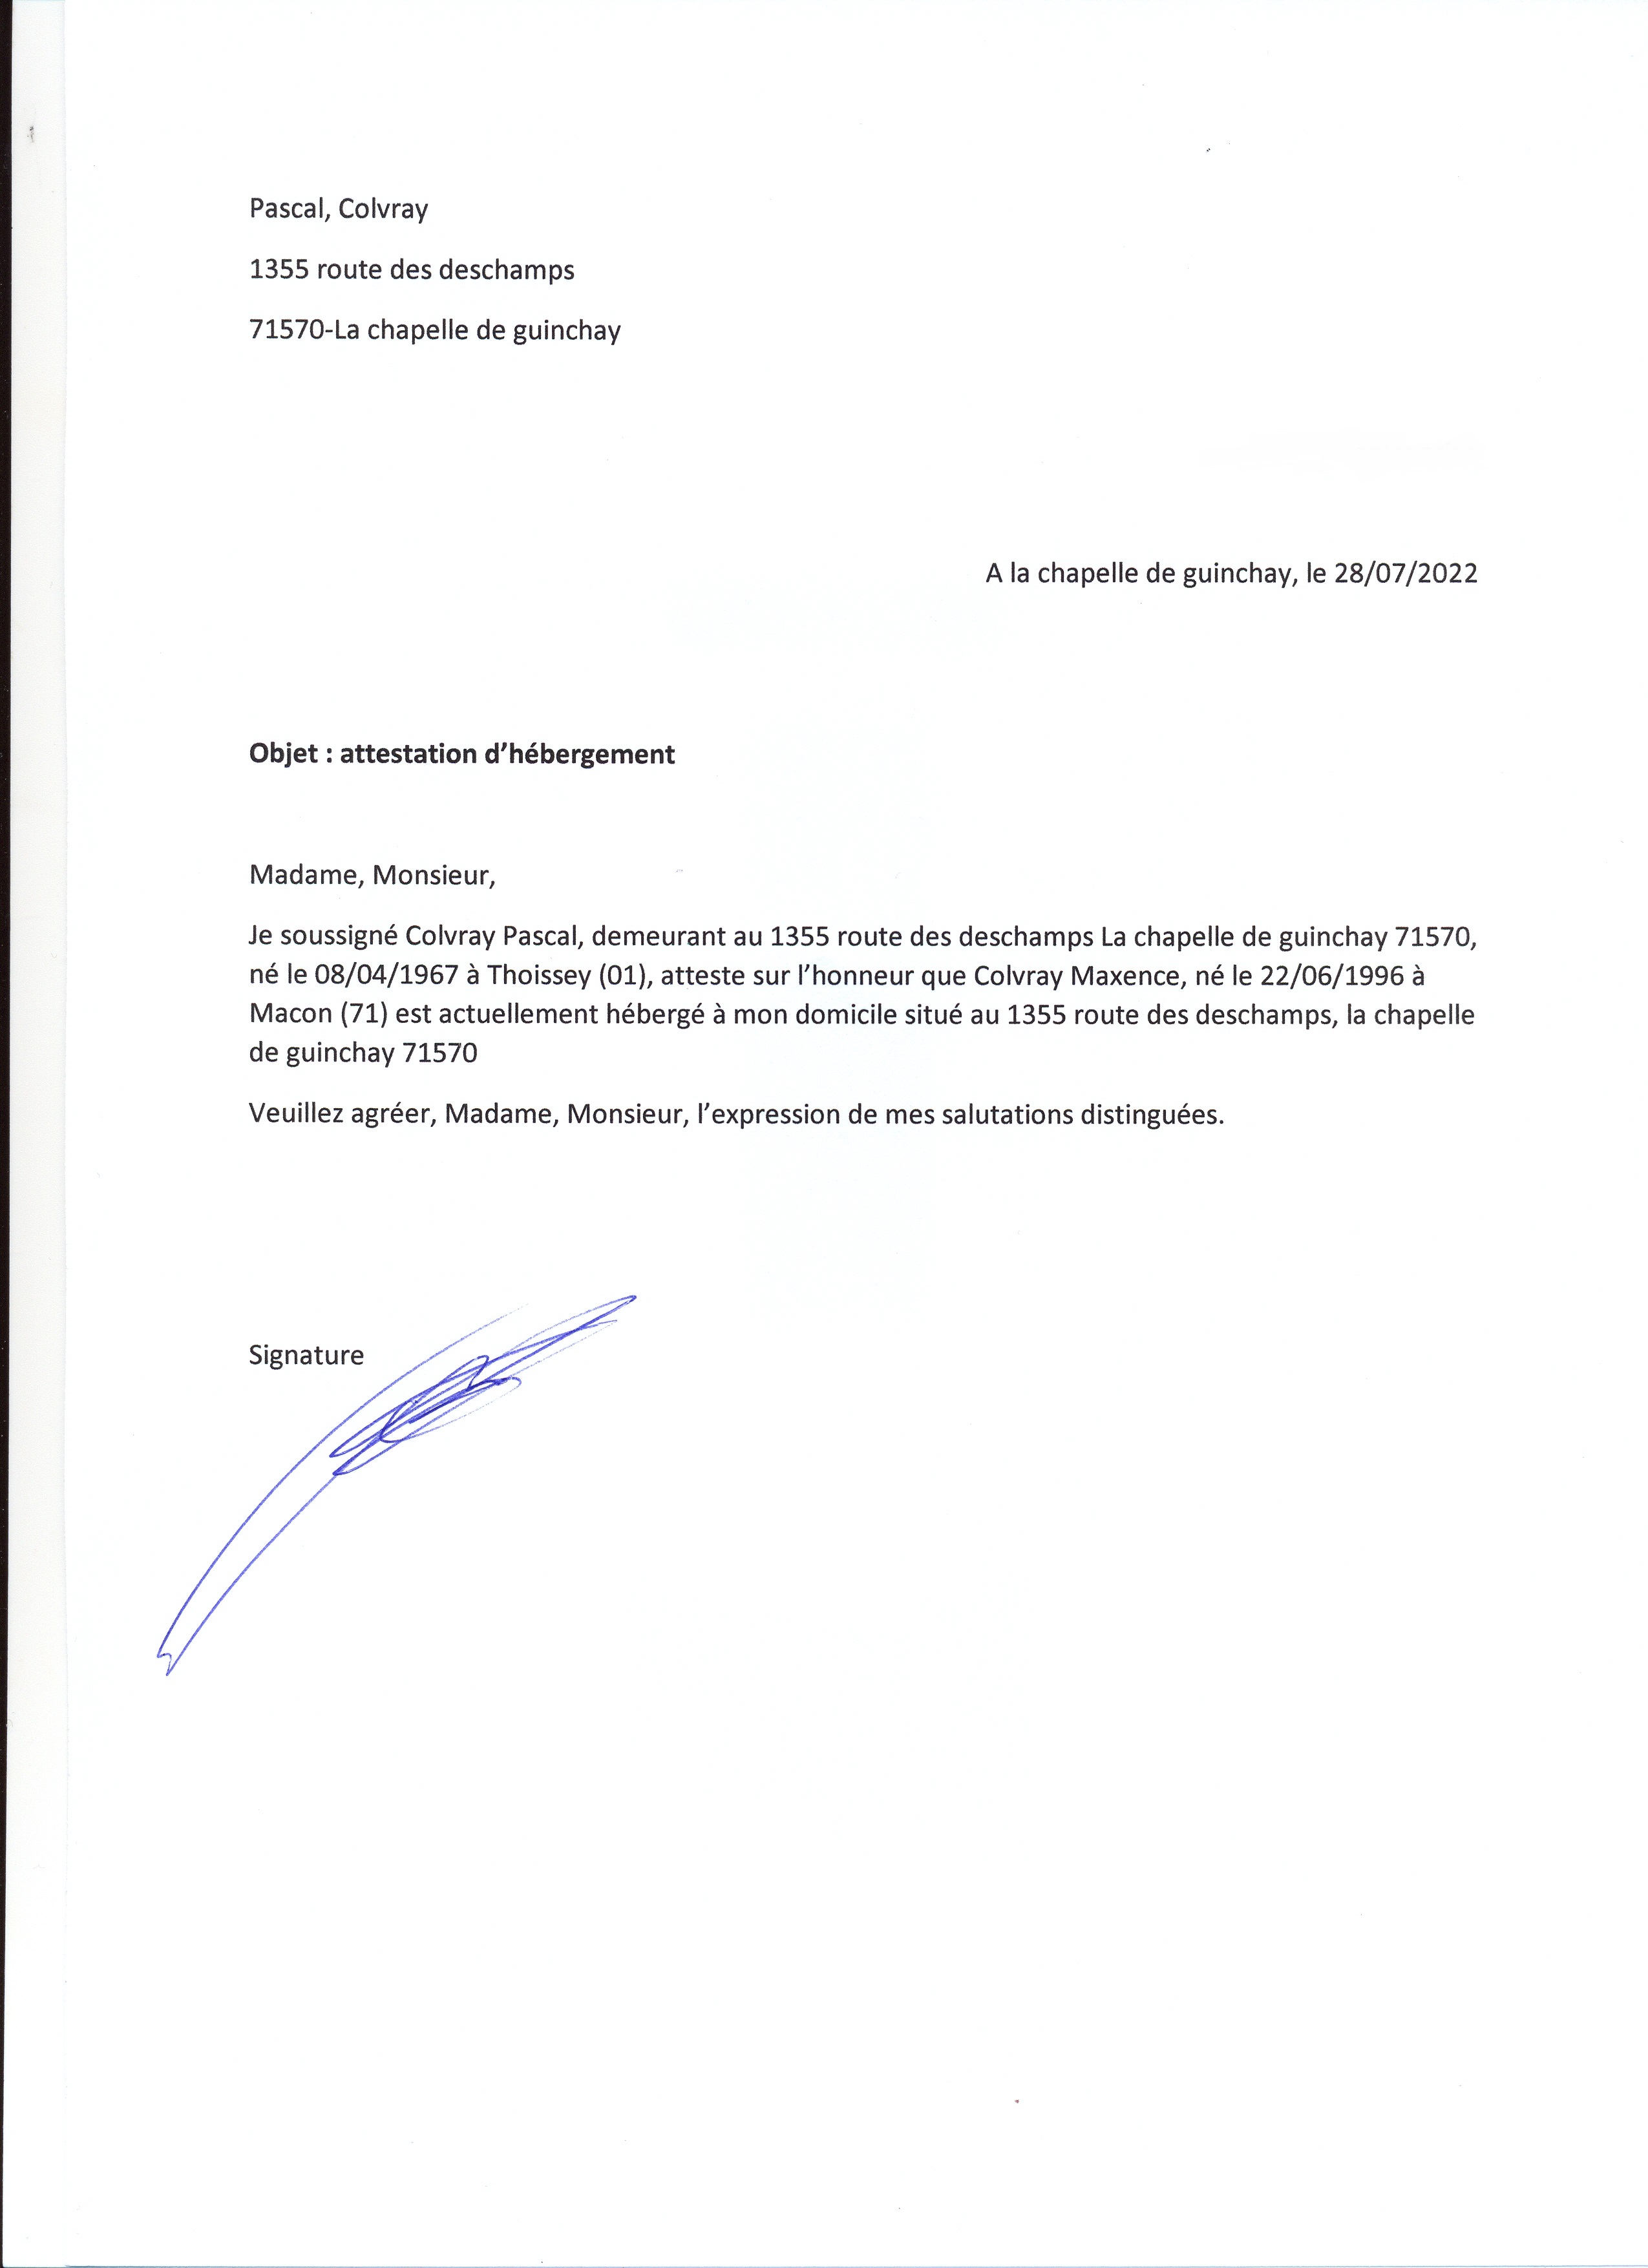 Pascal, Colvray
1355 route des deschamps
71570-La chapelle de guinchay
A la chapelle de guinchay, le 28/07/2022
Objet : attestation d’hébergement
Madame, Monsieur,
Je soussigné Colvray Pascal, demeurant au 1355 route des deschamps La chapelle de guinchay 71570,
né le 08/04/1967 à Thoissey (01), atteste sur l’honneur que Colvray Maxence, né le 22/06/1996 à
Macon (71) est actuellement hébergé à mon domicile situé au 1355 route des deschamps, la chapelle
de guinchay 71570
Veuillez agréer, Madame, Monsieur, l’expression de mes salutations distinguées.
Signature